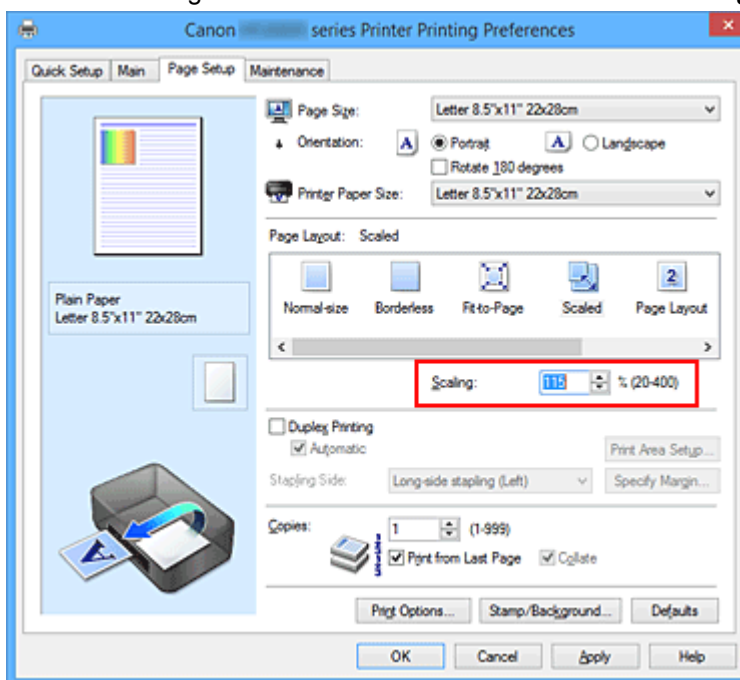 Canon series Printer Printing Preferences
Quick Setup Main Page Setup Maintenance
Page Size: Letter 8.5"x11" 22x28cm
Orientation: A Portrait A Landscape
Rotate 180 degrees
Printer Paper Size: Letter 8.5"x11" 22x28cm
Page Layout: Scaled
Normal-size Borderless Fit-to-Page Scaled 2 Page Layout
Plain Paper
Letter 8.5"x11" 22x28cm
Scaling: 115 % (20-400)
Duplex Printing
Automatic Print Area Setup...
Stapling Side: Long-side stapling (Left) Specify Margin...
Copies: 1 (1-999)
Print from Last Page Collate
Print Options... Stamp/Background... Defaults
OK Cancel Apply Help